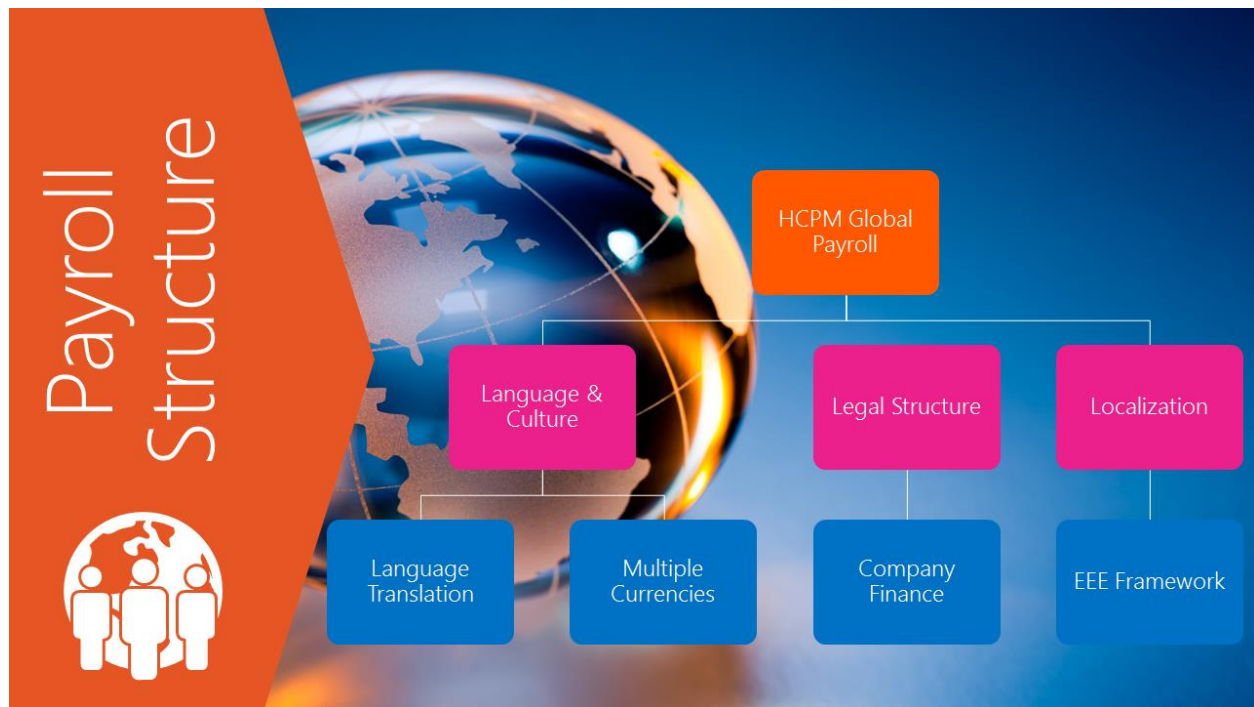 Payroll
Structure
HCPM Global
Payroll
Language &
Culture
Legal Structure
Localization
Language
Translation
Multiple
Currencies
Company
Finance
EEE Framework